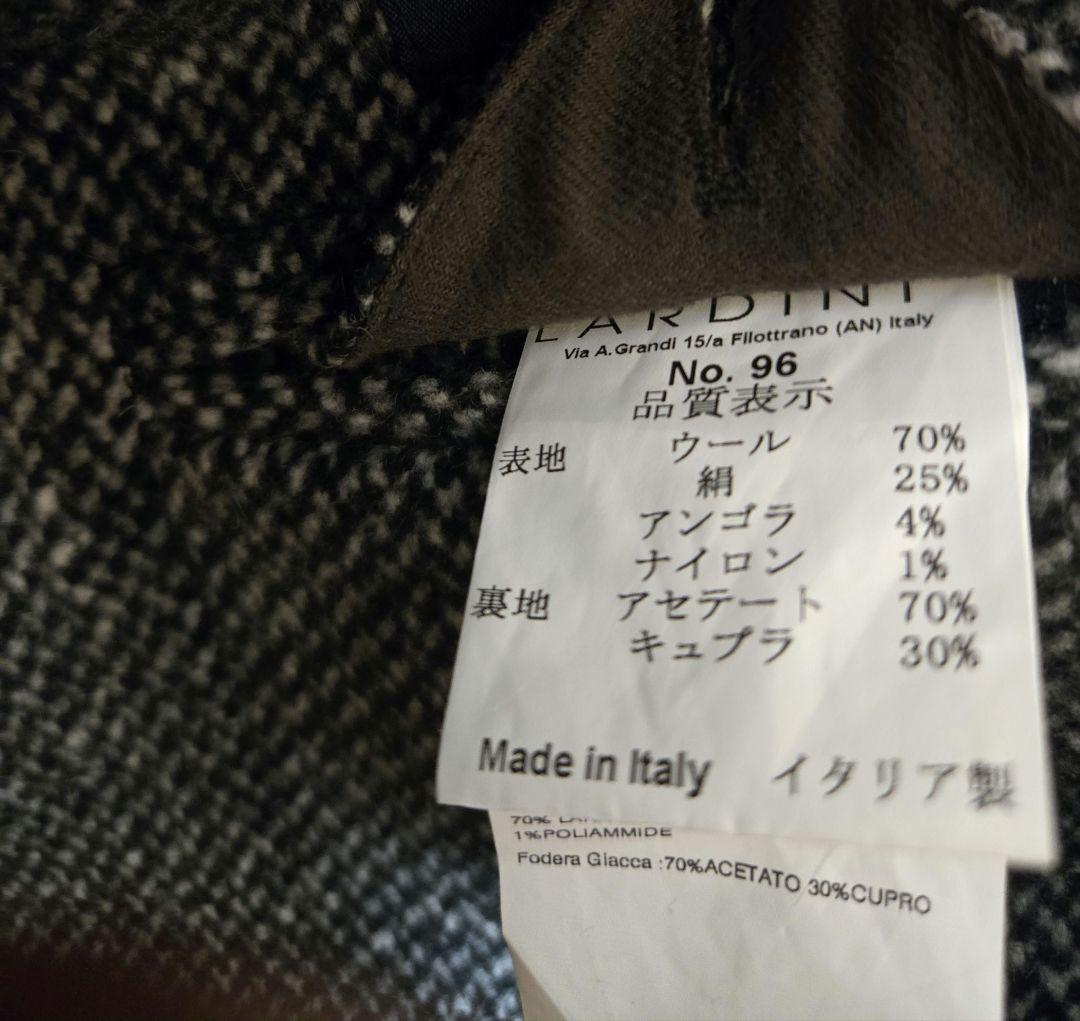 LARDINI
Via A.Grandi 15/a Filottrano (AN) Italy
No. 96
品質表示
表地 ウール 70%
絹 25%
アンゴラ 4%
ナイロン 1%
裏地 アセテート 70%
キュプラ 30%
Made in Italy イタリア製
70%
1%POLIAMMIDE
Fodera Giacca :70%ACETATO 30%CUPRO